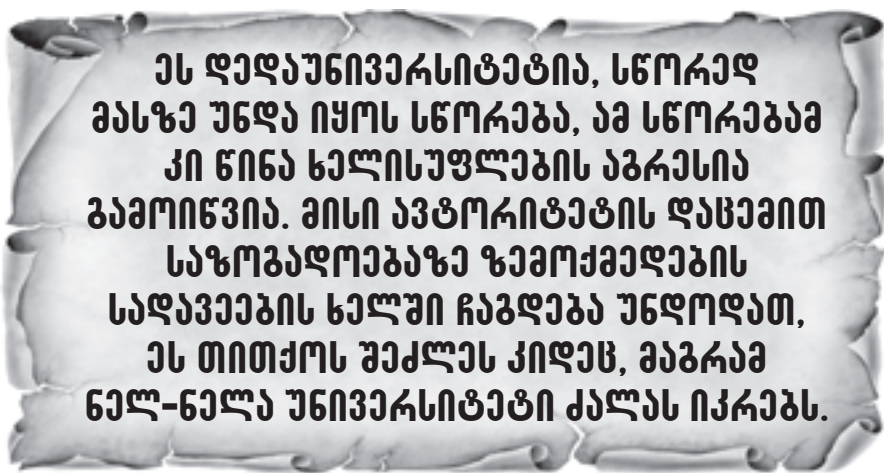 ეს დედაუნივერსიტეტია, სწორედ
მასზე უნდა იყოს სწორება, ამ სწორებამ
კი წინა ხელისუფლების აგრესია
გამოიწვია. მისი ავტორიტეტის დაცემით
საზოგადოებაზე ზემოქმედების
სადავეების ხელში ჩაგდება უნდოდათ,
ეს თითქოს შეძლეს კიდეც, მაგრამ
ნელ-ნელა უნივერსიტეტი ძალას იკრებს.